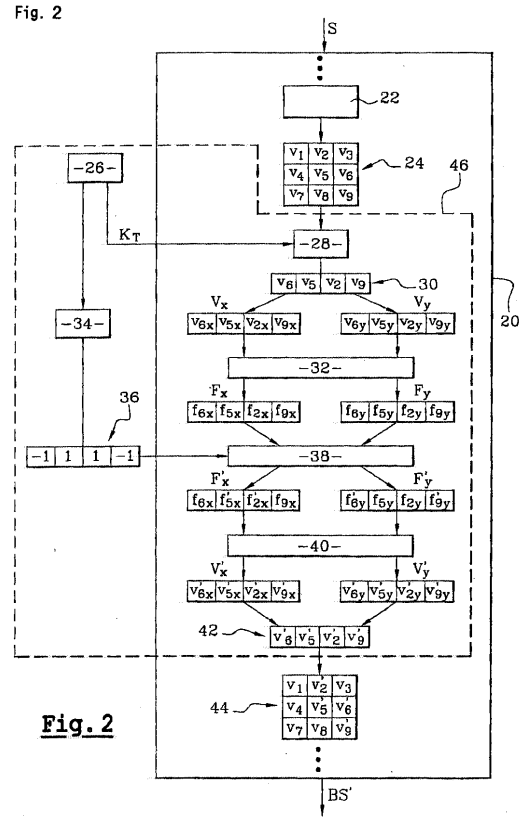 Fig. 2
S
22
v1 v2 v3
v4 v5 v6
v7 v8 v9
24
46
-26-
KT
-28-
20
v6 v5 v2 v9
30
Vx Vy
v6x v5x v2x v9x v6y v5y v2y v9y
-34-
-32-
Fx Fy
36
f6x f5x f2x f9x f6y f5y f2y f9y
-1 1 1 -1
-38-
F'x F'y
f6x f'5x f'2x f9x f6y f'5y f2y f'9y
-40-
V'x V'y
v'6x v'5x v'2x v'9x v'6y v'5y v'2y v'9y
42
v'6 v'5 v'2 v'9
v1 v'2 v3
v4 v'5 v'6
v7 v8 v'9
44
Fig. 2
BS'